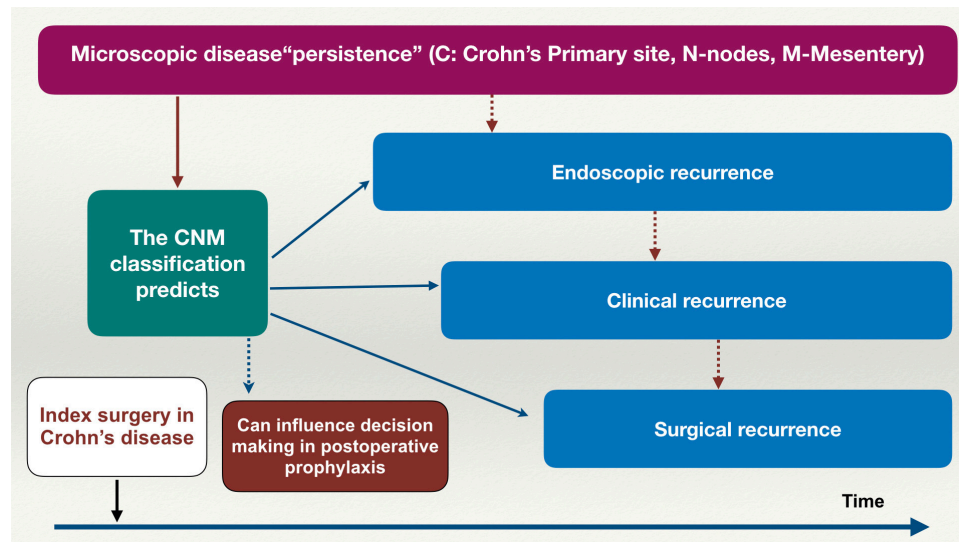 Microscopic disease“persistence” (C: Crohn’s Primary site, N-nodes, M-Mesentery)
Endoscopic recurrence
The CNM
classification
predicts
Clinical recurrence
Index surgery in
Crohn’s disease
Can influence decision
making in postoperative
prophylaxis
Surgical recurrence
Time